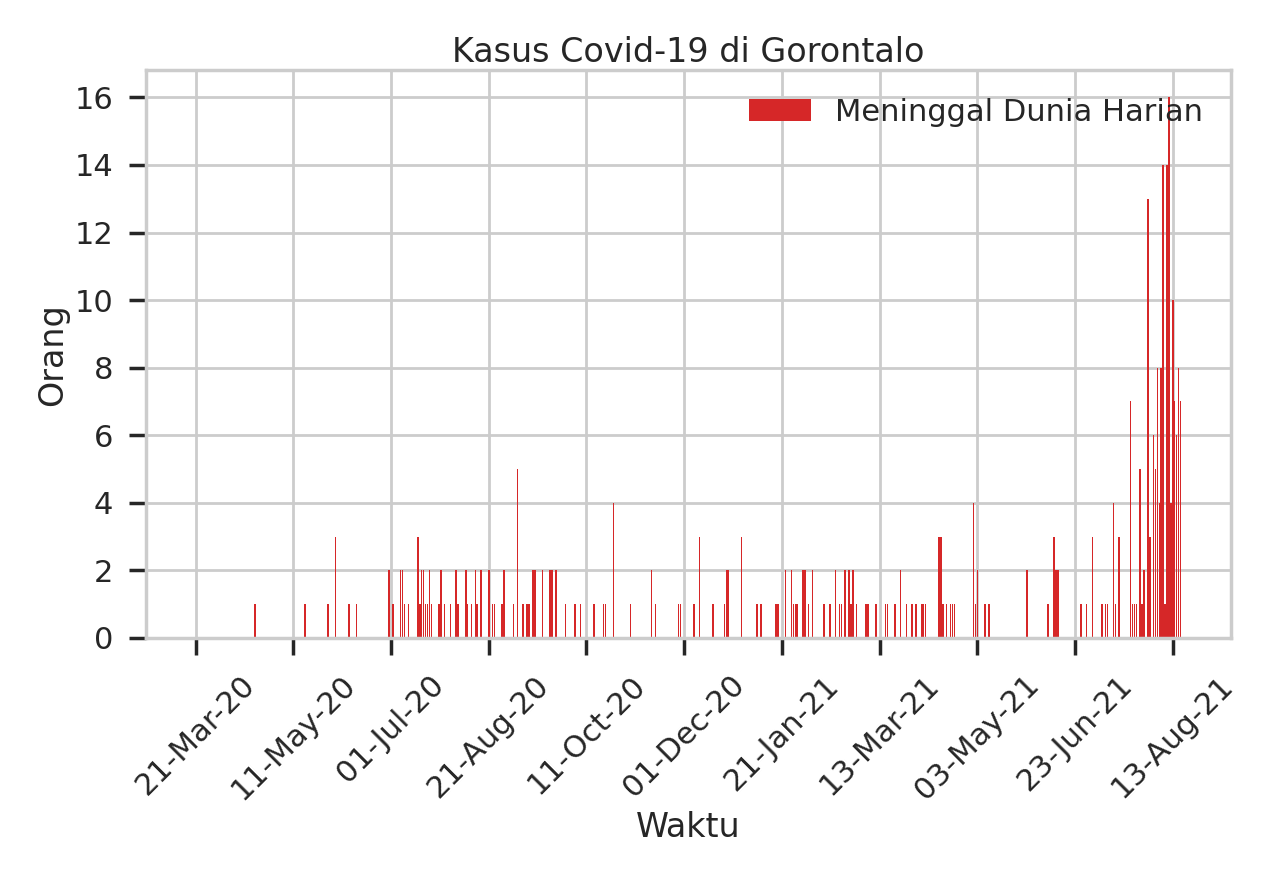 Kasus Covid-19 di Gorontalo
Meninggal Dunia Harian
Orang
16
14
12
10
8
6
4
2
0
21-Mar-20
11-May-20
01-Jul-20
21-Aug-20
11-Oct-20
01-Dec-20
21-Jan-21
13-Mar-21
03-May-21
23-Jun-21
13-Aug-21
Waktu